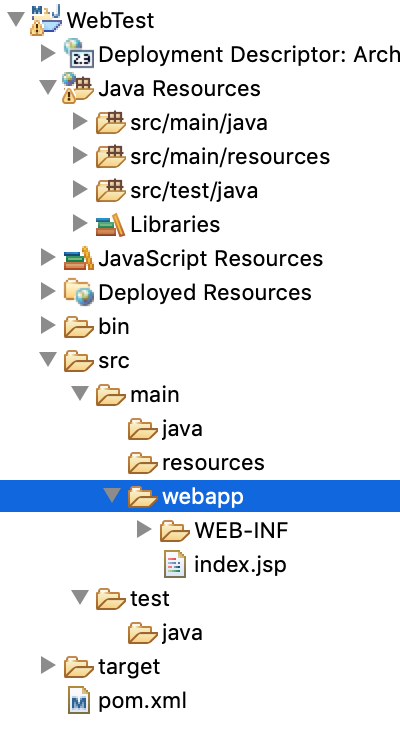 WebTest
Deployment Descriptor: Arch
Java Resources
src/main/java
src/main/resources
src/test/java
Libraries
JavaScript Resources
Deployed Resources
bin
src
main
java
resources
webapp
WEB-INF
index.jsp
test
java
target
pom.xml